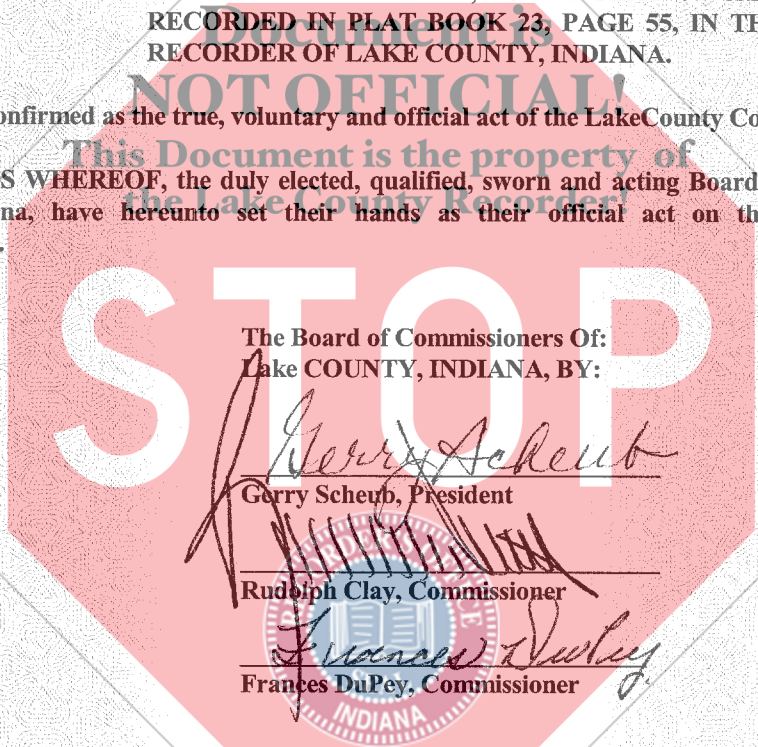 Document is
RECORDED IN PLAT BOOK 23, PAGE 55, IN TH
RECORDER OF LAKE COUNTY, INDIANA.
NOT OFFICIAL!
onfirmed as the true, voluntary and official act of the LakeCounty Co
This Document is the property of
S WHEREOF, the duly elected, qualified, sworn and acting Board
the Lake County Recorder!
na, have hereunto set their hands as their official act on th
STOP
The Board of Commissioners Of:
Lake COUNTY, INDIANA, BY:
Gerry Scheub
Gerry Scheub, President
Rudolph Clay, Commissioner
RECORDER'S OFFICE
Frances DuPey
Frances DuPey, Commissioner
INDIANA